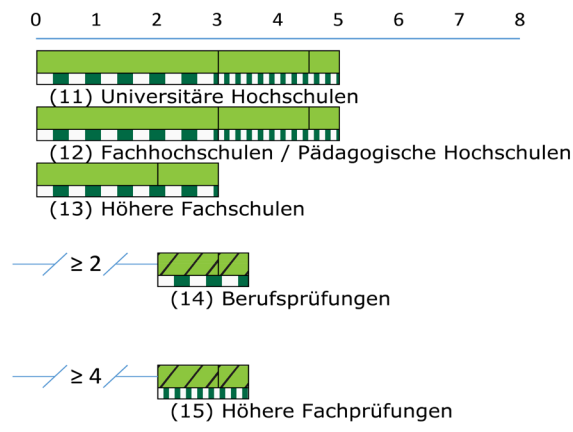 0 1 2 3 4 5 6 7 8
(11) Universitäre Hochschulen
(12) Fachhochschulen / Pädagogische Hochschulen
(13) Höhere Fachschulen
≥ 2
(14) Berufsprüfungen
≥ 4
(15) Höhere Fachprüfungen